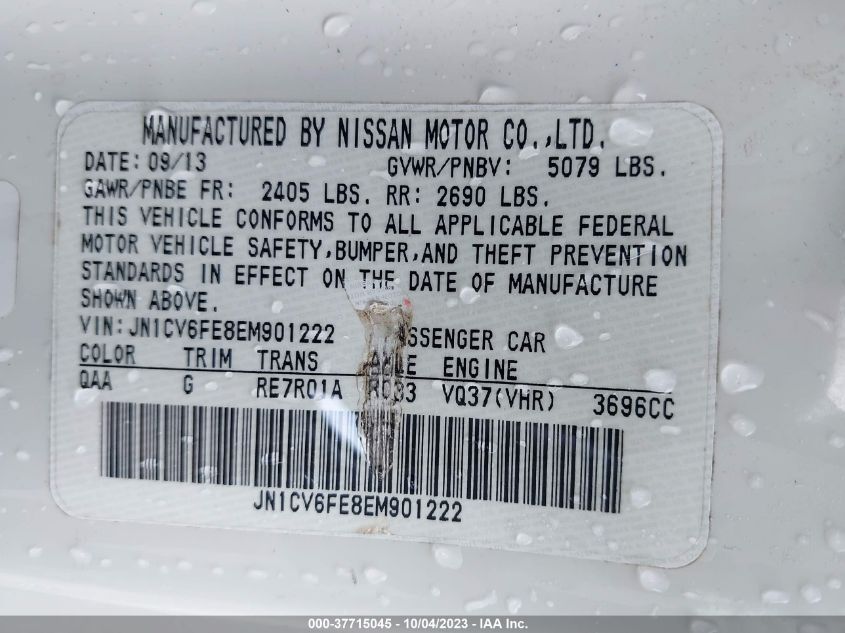 MANUFACTURED BY NISSAN MOTOR CO.,LTD.
DATE: 09/13 GVWR/PNBV: 5079 LBS.
GAWR/PNBE FR: 2405 LBS. RR: 2690 LBS.
THIS VEHICLE CONFORMS TO ALL APPLICABLE FEDERAL
MOTOR VEHICLE SAFETY,BUMPER,AND THEFT PREVENTION
STANDARDS IN EFFECT ON THE DATE OF MANUFACTURE
SHOWN ABOVE.
VIN:JN1CV6FE8EM901222 SSENGER CAR
COLOR TRIM TRANS AXLE ENGINE
QAA G RE7R01A VQ37(VHR) 3696CC
JN1CV6FE8EM901222
000-37715045 - 10/04/2023 - IAA Inc.